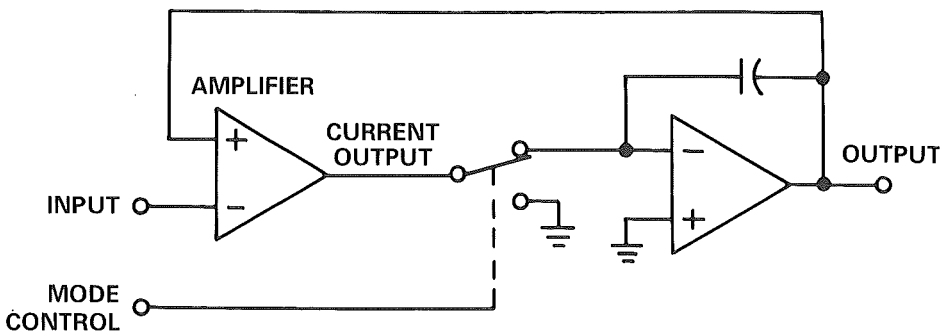 AMPLIFIER
+
-
CURRENT
OUTPUT
INPUT
MODE
CONTROL
-
+
OUTPUT